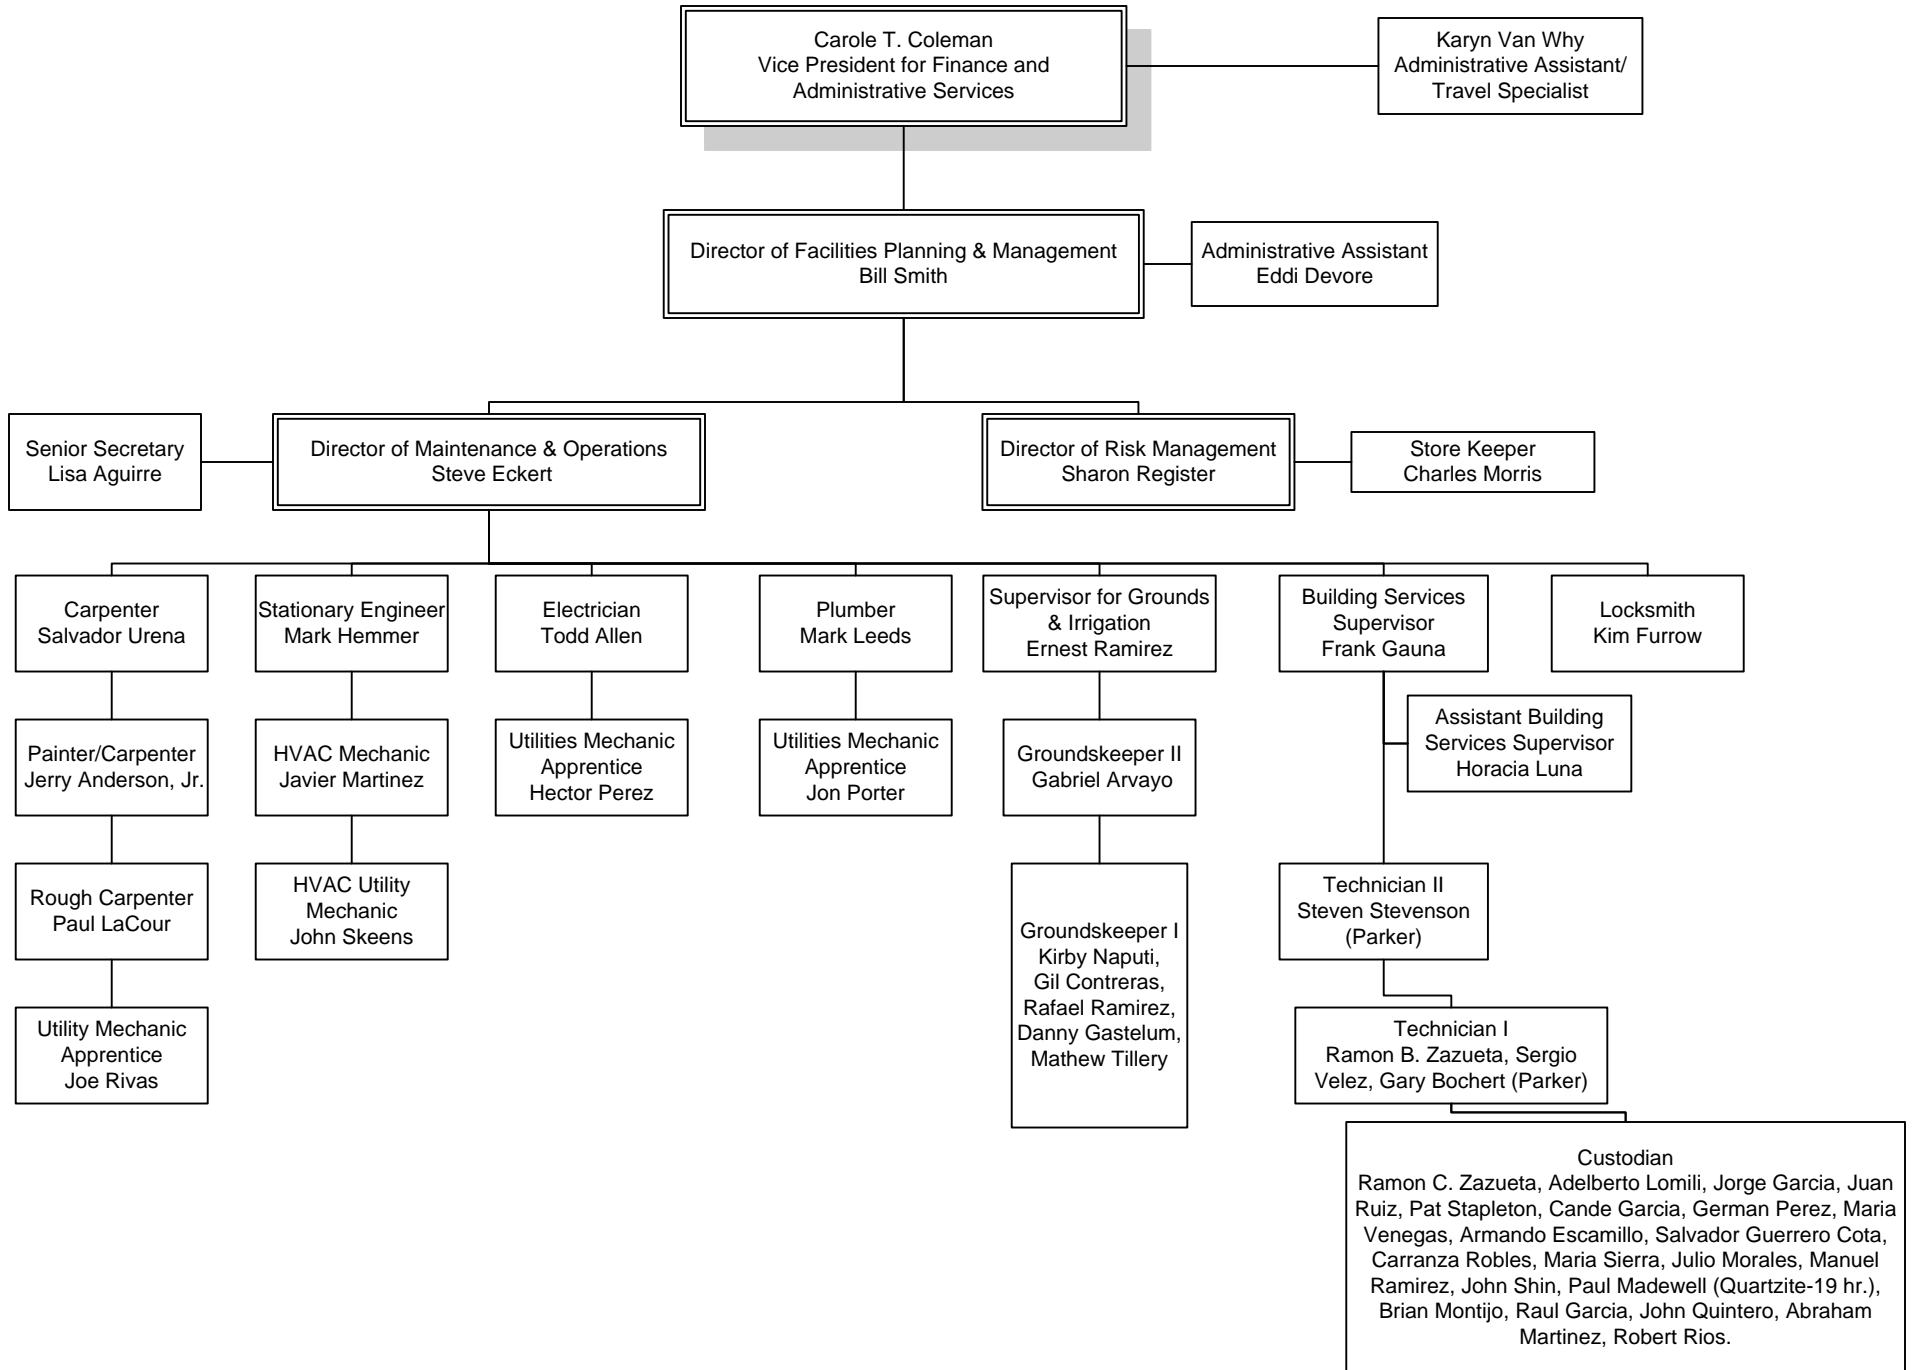 Carole T. Coleman
Vice President for Finance and
Administrative Services
Karyn Van Why
Administrative Assistant/
Travel Specialist
Director of Facilities Planning & Management
Bill Smith
Administrative Assistant
Eddi Devore
Senior Secretary
Lisa Aguirre
Director of Maintenance & Operations
Steve Eckert
Director of Risk Management
Sharon Register
Store Keeper
Charles Morris
Carpenter
Salvador Urena
Stationary Engineer
Mark Hemmer
Electrician
Todd Allen
Plumber
Mark Leeds
Supervisor for Grounds
& Irrigation
Ernest Ramirez
Building Services
Supervisor
Frank Gauna
Locksmith
Kim Furrow
Painter/Carpenter
Jerry Anderson, Jr.
HVAC Mechanic
Javier Martinez
Utilities Mechanic
Apprentice
Hector Perez
Utilities Mechanic
Apprentice
Jon Porter
Groundskeeper II
Gabriel Arvayo
Assistant Building
Services Supervisor
Horacia Luna
Rough Carpenter
Paul LaCour
HVAC Utility
Mechanic
John Skeens
Groundskeeper I
Kirby Naputi,
Gil Contreras,
Rafael Ramirez,
Danny Gastelum,
Mathew Tillery
Technician II
Steven Stevenson
(Parker)
Utility Mechanic
Apprentice
Joe Rivas
Technician I
Ramon B. Zazueta, Sergio
Velez, Gary Bochert (Parker)
Custodian
Ramon C. Zazueta, Adelberto Lomili, Jorge Garcia, Juan
Ruiz, Pat Stapleton, Cande Garcia, German Perez, Maria
Venegas, Armando Escamillo, Salvador Guerrero Cota,
Carranza Robles, Maria Sierra, Julio Morales, Manuel
Ramirez, John Shin, Paul Madewell (Quartzite-19 hr.),
Brian Montijo, Raul Garcia, John Quintero, Abraham
Martinez, Robert Rios.